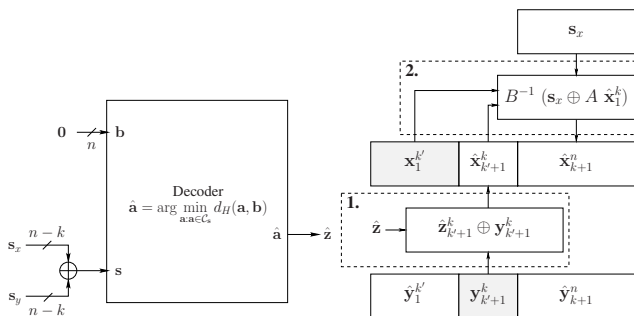 0
n
b
Decoder
â = arg min d_H(a, b)
a:a∈C_s
â
ẑ
n − k
s_x
s
s_y
n − k
s_x
2.
B^{−1} (s_x ⊕ A x̂_1^k)
x_1^{k′} x̂_{k′+1}^k x̂_{k+1}^n
1.
ẑ ẑ_{k′+1}^k ⊕ y_{k′+1}^k
ŷ_1^{k′} y_{k′+1}^k ŷ_{k+1}^n